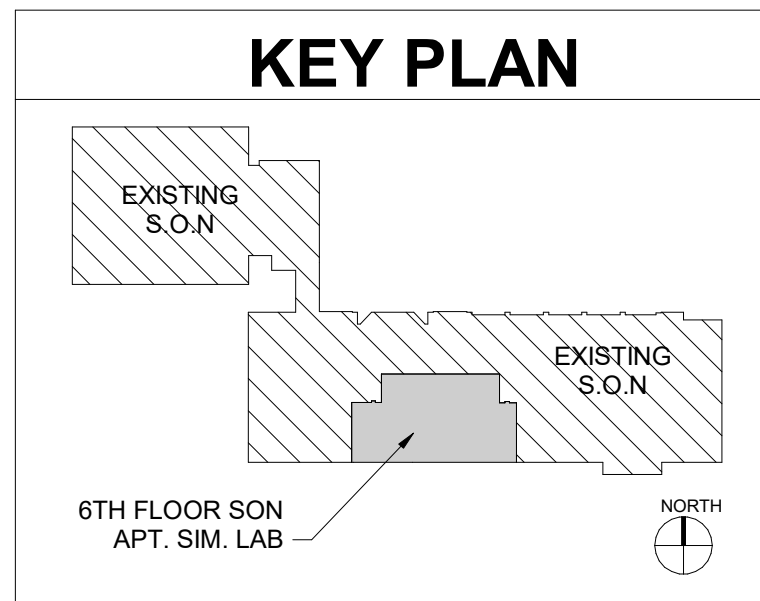 KEY PLAN
EXISTING
S.O.N
EXISTING
S.O.N
6TH FLOOR SON
APT. SIM. LAB
NORTH